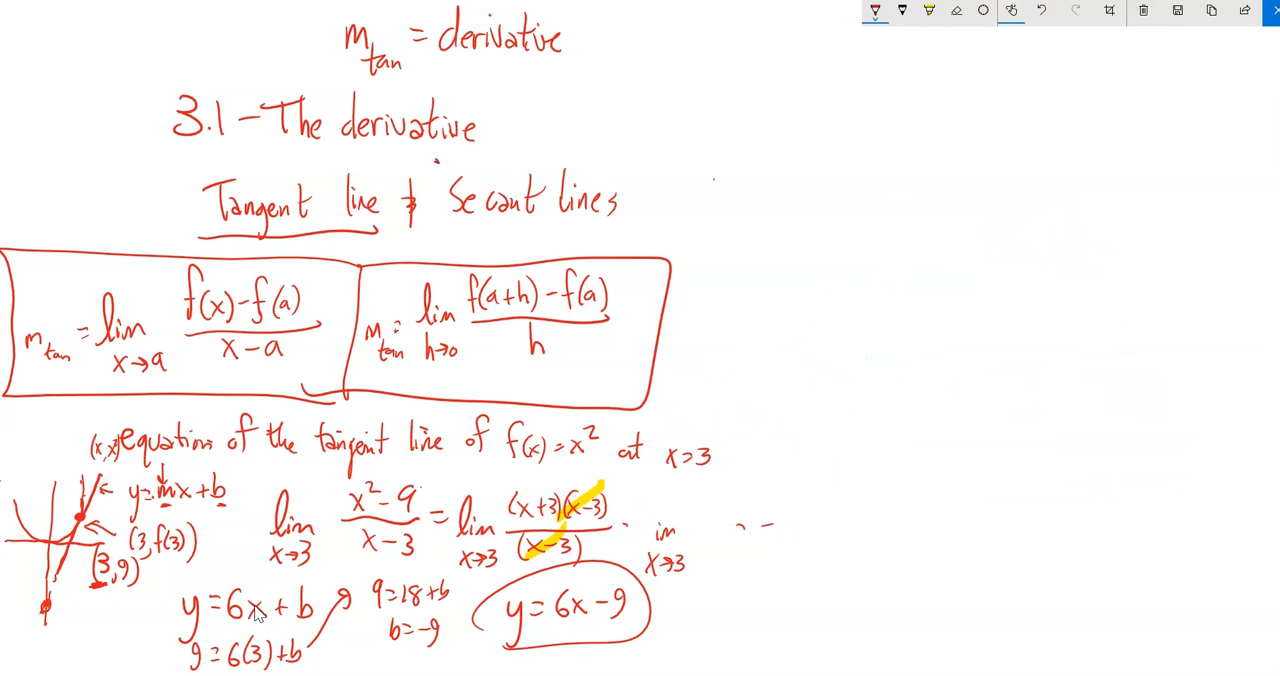 m_tan = derivative
3.1 - The derivative
Tangent line & Secant lines
m_tan = lim x→a (f(x) - f(a)) / (x - a)
m_tan = lim h→0 (f(a+h) - f(a)) / h
(x, x²) equation of the tangent line of f(x) = x² at x = 3
y = mx + b
(3, f(3))
(3, 9)
lim x→3 (x² - 9) / (x - 3) = lim x→3 (x+3)(x-3) / (x-3)
im x→3
y = 6x + b
9 = 6(3) + b
9 = 18 + b
b = -9
y = 6x - 9